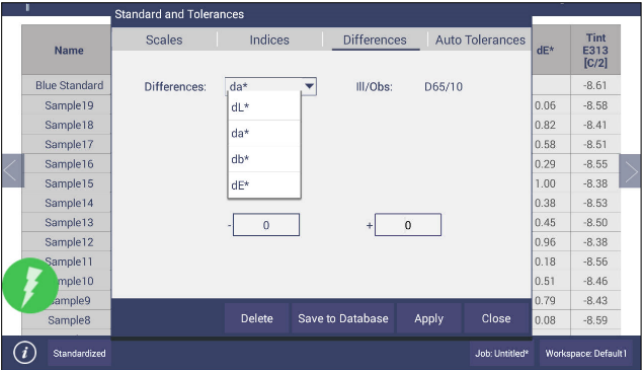 Standard and Tolerances
Scales Indices Differences Auto Tolerances
Differences: da* Ill/Obs: D65/10
dL*
da*
db*
dE*
- 0 + 0
Delete Save to Database Apply Close
Name dE* Tint E313 [C/2]
Blue Standard -8.61
Sample19 0.06 -8.58
Sample18 0.82 -8.41
Sample17 0.58 -8.51
Sample16 0.29 -8.55
Sample15 1.00 -8.38
Sample14 0.38 -8.53
Sample13 0.45 -8.50
Sample12 0.96 -8.38
Sample11 0.18 -8.56
mple10 0.51 -8.46
ample9 0.79 -8.43
Sample8 0.08 -8.59
i Standardized Job: Untitled* Workspace: Default1